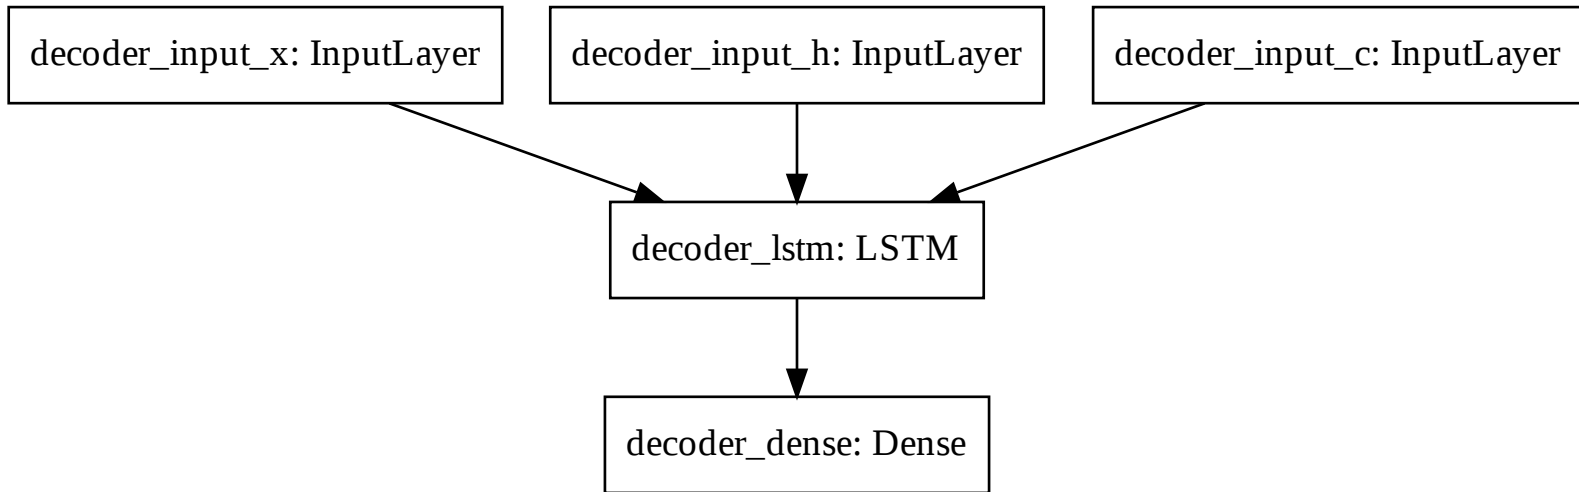 decoder_input_x: InputLayer
decoder_input_h: InputLayer
decoder_input_c: InputLayer
decoder_lstm: LSTM
decoder_dense: Dense